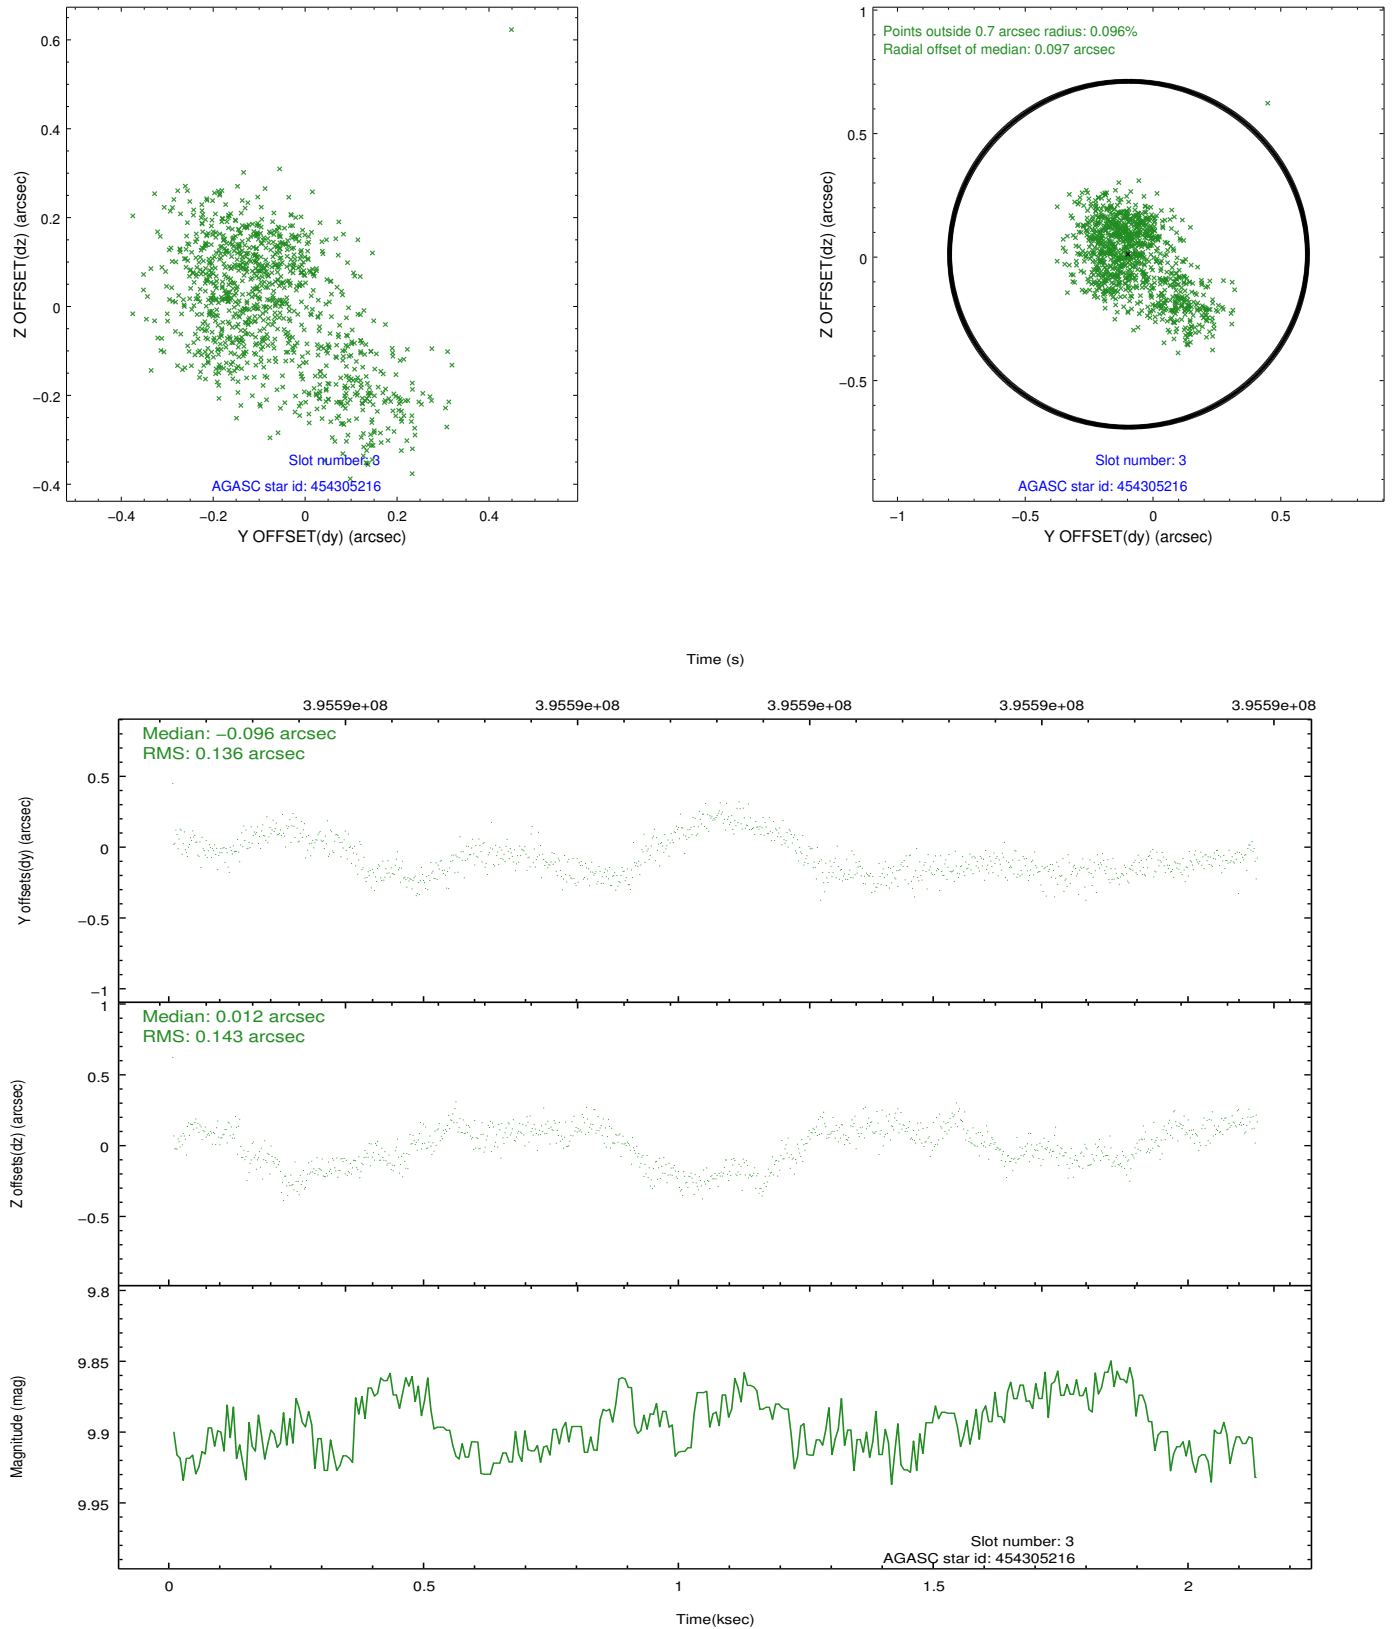 0.6
0.4
0.2
0
−0.2
−0.4
Z OFFSET(dz) (arcsec)
Slot number: 3
AGASC star id: 454305216
−0.4
−0.2
0
0.2
0.4
Y OFFSET(dy) (arcsec)
1
0.5
0
−0.5
Z OFFSET(dz) (arcsec)
Points outside 0.7 arcsec radius: 0.096%
Radial offset of median: 0.097 arcsec
Slot number: 3
AGASC star id: 454305216
−1
−0.5
0
0.5
Y OFFSET(dy) (arcsec)
Time (s)
3.9559e+08
3.9559e+08
3.9559e+08
3.9559e+08
3.9559e+08
Median: −0.096 arcsec
RMS: 0.136 arcsec
0.5
0
−0.5
−1
Y offsets(dy) (arcsec)
Median: 0.012 arcsec
RMS: 0.143 arcsec
1
0.5
0
−0.5
Z offsets(dz) (arcsec)
9.8
9.85
9.9
9.95
Magnitude (mag)
Slot number: 3
AGASC star id: 454305216
0
0.5
1
1.5
2
Time(ksec)